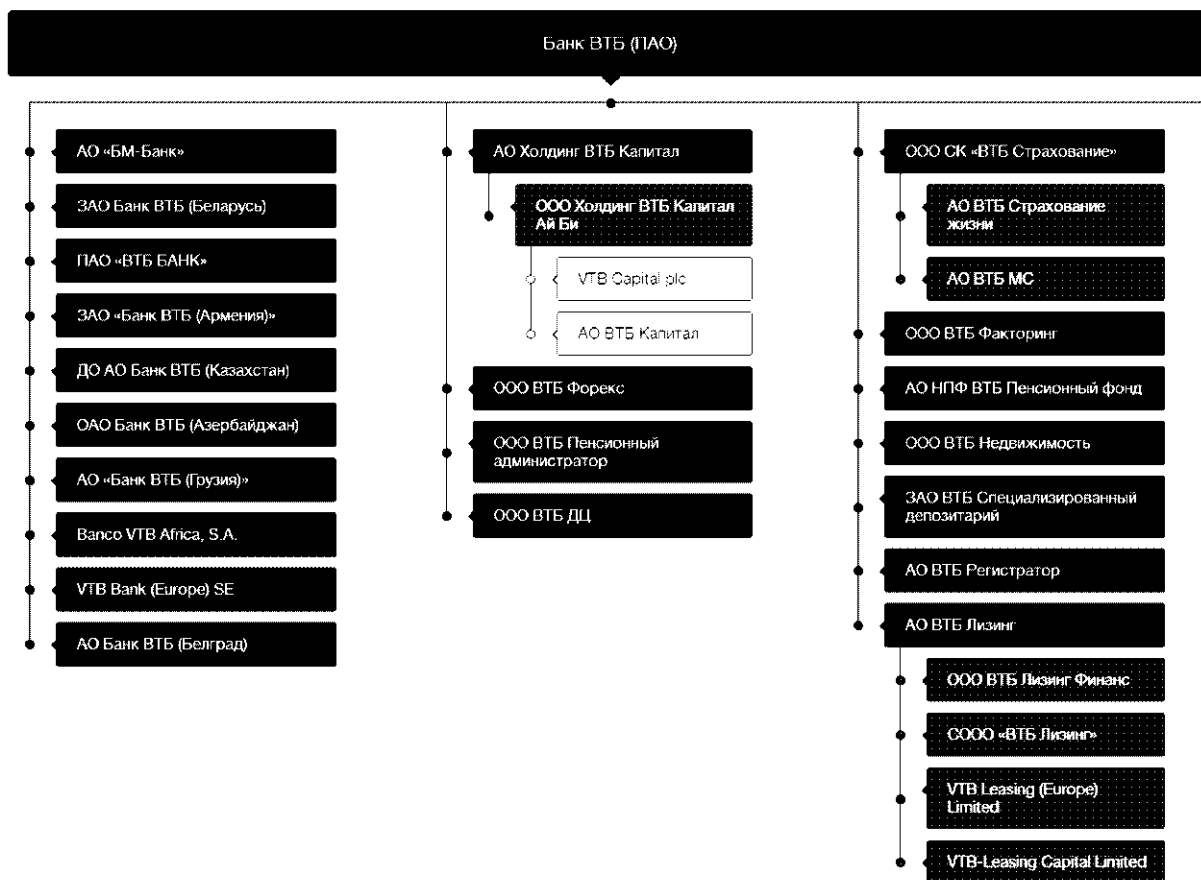 Банк ВТБ (ПАО)
АО «БМ-Банк»
ЗАО Банк ВТБ (Беларусь)
ПАО «ВТБ БАНК»
ЗАО «Банк ВТБ (Армения)»
ДО АО Банк ВТБ (Казахстан)
ОАО Банк ВТБ (Азербайджан)
АО «Банк ВТБ (Грузия)»
Banco VTB Africa, S.A.
VTB Bank (Europe) SE
АО Банк ВТБ (Белград)
АО Холдинг ВТБ Капитал
ООО Холдинг ВТБ Капитал
Ай Би
VTB Capital plc
АО ВТБ Капитал
ООО ВТБ Форекс
ООО ВТБ Пенсионный
администратор
ООО ВТБ ДЦ
ООО СК «ВТБ Страхование»
АО ВТБ Страхование
жизни
АО ВТБ МС
ООО ВТБ Факторинг
АО НПФ ВТБ Пенсионный фонд
ООО ВТБ Недвижимость
ЗАО ВТБ Специализированный
депозитарий
АО ВТБ Регистратор
АО ВТБ Лизинг
ООО ВТБ Лизинг Финанс
СООО «ВТБ Лизинг»
VTB Leasing (Europe)
Limited
VTB-Leasing Capital Limited